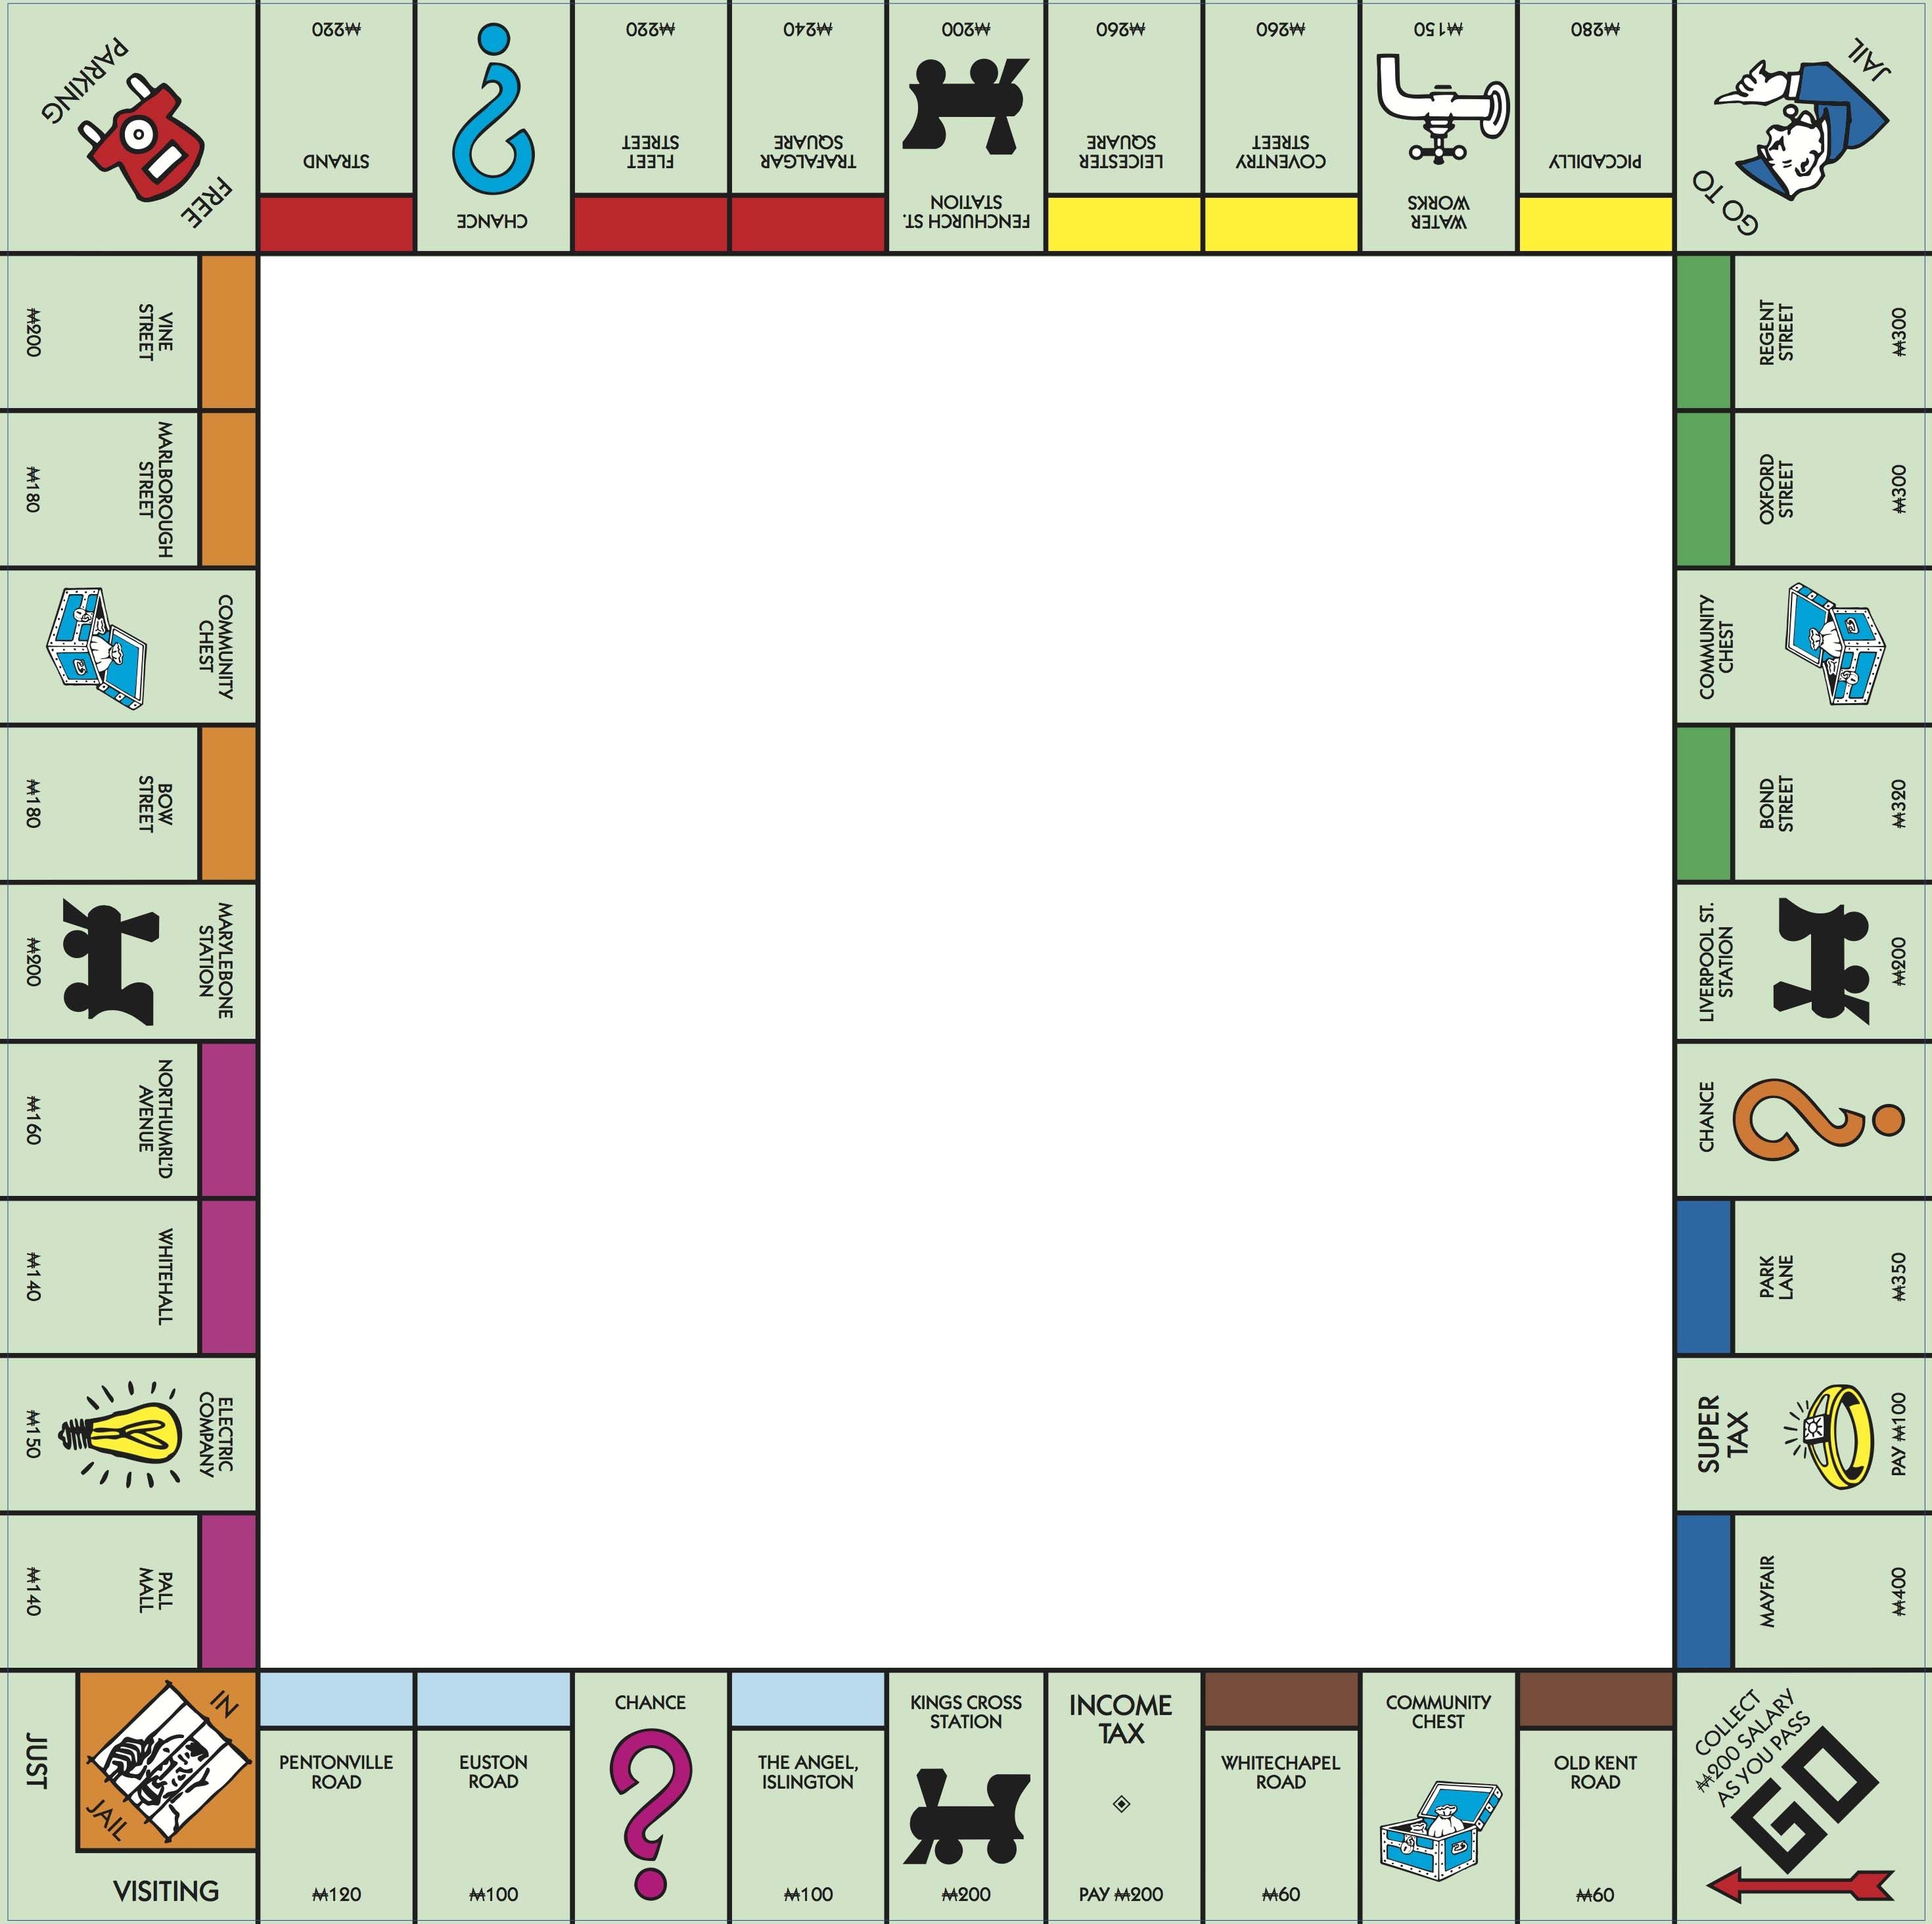 FREE
PARKING
STRAND
₩220
CHANCE
FLEET
STREET
₩220
TRAFALGAR
SQUARE
₩240
FENCHURCH ST.
STATION
₩200
LEICESTER
SQUARE
₩260
COVENTRY
STREET
₩260
WATER
WORKS
₩150
PICCADILLY
₩280
GO TO
JAIL
REGENT
STREET
₩300
OXFORD
STREET
₩300
COMMUNITY
CHEST
BOND
STREET
₩320
LIVERPOOL ST.
STATION
₩200
CHANCE
PARK
LANE
₩350
SUPER
TAX
PAY ₩100
MAYFAIR
₩400
COLLECT
₩200 SALARY
AS YOU PASS
GO
OLD KENT
ROAD
₩60
COMMUNITY
CHEST
WHITECHAPEL
ROAD
₩60
INCOME
TAX
PAY ₩200
KINGS CROSS
STATION
₩200
THE ANGEL,
ISLINGTON
₩100
CHANCE
EUSTON
ROAD
₩100
PENTONVILLE
ROAD
₩120
IN
JAIL
JUST
VISITING
PALL
MALL
₩140
ELECTRIC
COMPANY
₩150
WHITEHALL
₩140
NORTHUMRL'D
AVENUE
₩160
MARYLEBONE
STATION
₩200
BOW
STREET
₩180
COMMUNITY
CHEST
MARLBOROUGH
STREET
₩180
VINE
STREET
₩200